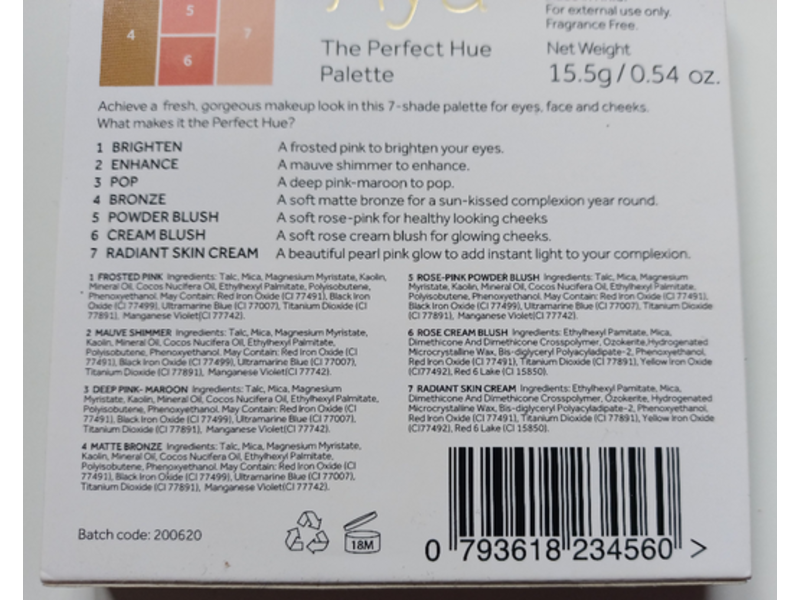 For external use only.
Fragrance Free.
5
4
7
6
The Perfect Hue
Palette
Net Weight
15.5g/0.54 oz.
Achieve a fresh, gorgeous makeup look in this 7-shade palette for eyes, face and cheeks.
What makes it the Perfect Hue?
1 BRIGHTEN A frosted pink to brighten your eyes.
2 ENHANCE A mauve shimmer to enhance.
3 POP A deep pink-maroon to pop.
4 BRONZE A soft matte bronze for a sun-kissed complexion year round.
5 POWDER BLUSH A soft rose-pink for healthy looking cheeks
6 CREAM BLUSH A soft rose cream blush for glowing cheeks.
7 RADIANT SKIN CREAM A beautiful pearl pink glow to add instant light to your complexion.
1 FROSTED PINK Ingredients: Talc, Mica, Magnesium Myristate, Kaolin,
Mineral Oil, Cocos Nucifera Oil, Ethylhexyl Palmitate, Polyisobutene,
Phenoxyethanol. May Contain: Red Iron Oxide (CI 77491), Black Iron
Oxide (CI 77499), Ultramarine Blue (CI 77007), Titanium Dioxide (CI
77891), Manganese Violet(CI 77742).
2 MAUVE SHIMMER Ingredients: Talc, Mica, Magnesium Myristate,
Kaolin, Mineral Oil, Cocos Nucifera Oil, Ethylhexyl Palmitate,
Polyisobutene, Phenoxyethanol. May Contain: Red Iron Oxide (CI
77491), Black Iron Oxide (CI 77499), Ultramarine Blue (CI 77007),
Titanium Dioxide (CI 77891), Manganese Violet(CI 77742).
3 DEEP PINK- MAROON Ingredients: Talc, Mica, Magnesium
Myristate, Kaolin, Mineral Oil, Cocos Nucifera Oil, Ethylhexyl Palmitate,
Polyisobutene, Phenoxyethanol. May Contain: Red Iron Oxide (CI
77491), Black Iron Oxide (CI 77499), Ultramarine Blue (CI 77007),
Titanium Dioxide (CI 77891), Manganese Violet(CI 77742).
4 MATTE BRONZE Ingredients: Talc, Mica, Magnesium Myristate,
Kaolin, Mineral Oil, Cocos Nucifera Oil, Ethylhexyl Palmitate,
Polyisobutene, Phenoxyethanol. May Contain: Red Iron Oxide (CI
77491), Black Iron Oxide (CI 77499), Ultramarine Blue (CI 77007),
Titanium Dioxide (CI 77891), Manganese Violet(CI 77742).
5 ROSE-PINK POWDER BLUSH Ingredients: Talc, Mica, Magnesium
Myristate, Kaolin, Mineral Oil, Cocos Nucifera Oil, Ethylhexyl Palmitate,
Polyisobutene, Phenoxyethanol. May Contain: Red Iron Oxide (CI
77491), Black Iron Oxide (CI 77499), Ultramarine Blue (CI 77007),
Titanium Dioxide (CI 77891), Manganese Violet(CI 77742).
6 ROSE CREAM BLUSH Ingredients: Ethylhexyl Pamitate, Mica,
Dimethicone And Dimethicone Crosspolymer, Ozokerite,Hydrogenated
Microcrystalline Wax, Bis-diglyceryl Polyacyladipate-2, Phenoxyethanol,
Red Iron Oxide (CI 77491), Titanium Dioxide (CI 77891), Yellow Iron Oxide
(CI77492), Red 6 Lake (CI 15850).
7 RADIANT SKIN CREAM Ingredients: Ethylhexyl Pamitate, Mica,
Dimethicone And Dimethicone Crosspolymer, Ozokerite, Hydrogenated
Microcrystalline Wax, Bis-diglyceryl Polyacyladipate-2, Phenoxyethanol,
Red Iron Oxide (CI 77491), Titanium Dioxide (CI 77891), Yellow Iron Oxide
(CI77492), Red 6 Lake (CI 15850).
Batch code: 200620
18M
0 793618 234560 >